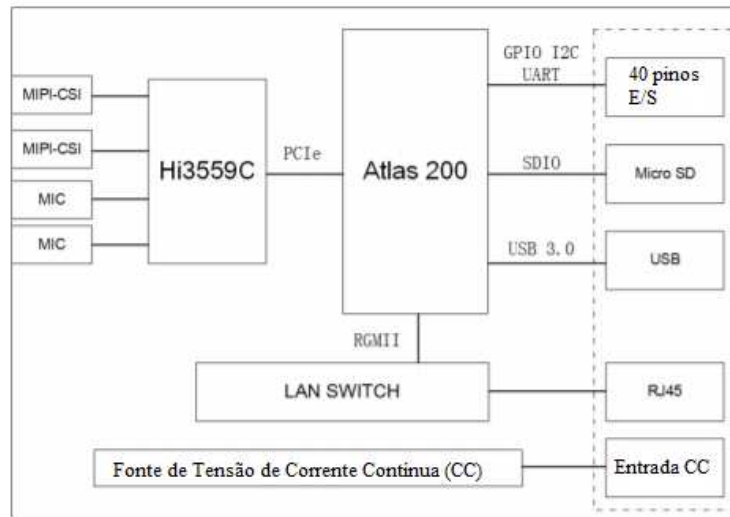 GPIO I2C
UART
40 pinos
E/S
MIPI-CSI
MIPI-CSI
MIC
MIC
Hi3559C
PCIe
Atlas 200
SDIO
Micro SD
USB 3.0
USB
RGMII
LAN SWITCH
RJ45
Fonte de Tensão de Corrente Continua (CC)
Entrada CC